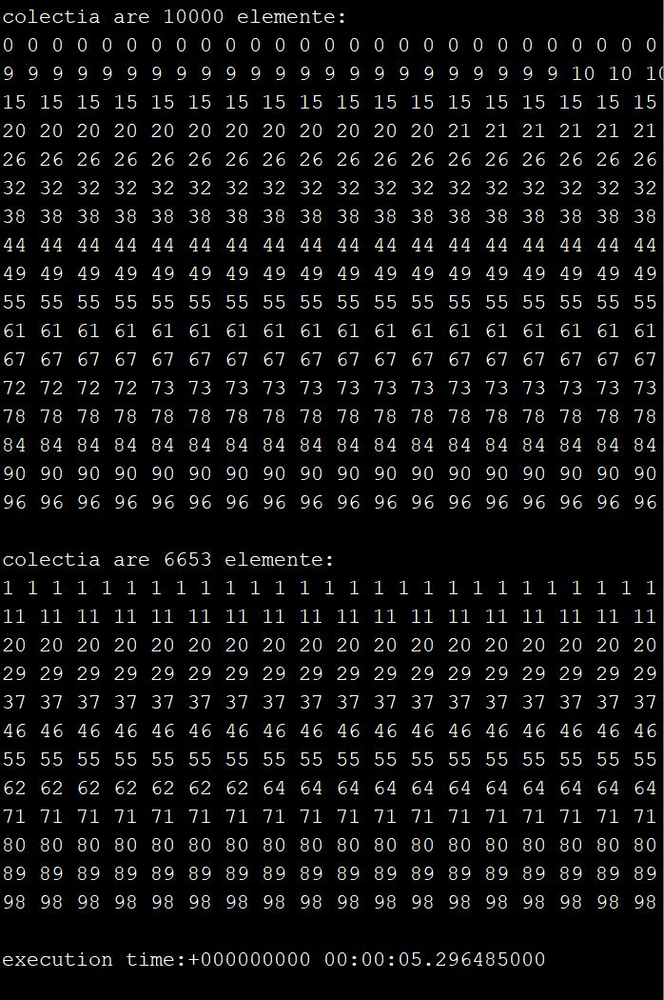 colectia are 10000 elemente:
0 0 0 0 0 0 0 0 0 0 0 0 0 0 0 0 0 0 0 0 0 0 0 0 0 0 0
9 9 9 9 9 9 9 9 9 9 9 9 9 9 9 9 9 9 9 9 9 9 9 10 10 10
15 15 15 15 15 15 15 15 15 15 15 15 15 15 15 15 15 15
20 20 20 20 20 20 20 20 20 20 20 20 21 21 21 21 21 21
26 26 26 26 26 26 26 26 26 26 26 26 26 26 26 26 26 26
32 32 32 32 32 32 32 32 32 32 32 32 32 32 32 32 32 32
38 38 38 38 38 38 38 38 38 38 38 38 38 38 38 38 38 38
44 44 44 44 44 44 44 44 44 44 44 44 44 44 44 44 44 44
49 49 49 49 49 49 49 49 49 49 49 49 49 49 49 49 49 49
55 55 55 55 55 55 55 55 55 55 55 55 55 55 55 55 55 55
61 61 61 61 61 61 61 61 61 61 61 61 61 61 61 61 61 61
67 67 67 67 67 67 67 67 67 67 67 67 67 67 67 67 67 67
72 72 72 72 73 73 73 73 73 73 73 73 73 73 73 73 73 73
78 78 78 78 78 78 78 78 78 78 78 78 78 78 78 78 78 78
84 84 84 84 84 84 84 84 84 84 84 84 84 84 84 84 84 84
90 90 90 90 90 90 90 90 90 90 90 90 90 90 90 90 90 90
96 96 96 96 96 96 96 96 96 96 96 96 96 96 96 96 96 96
colectia are 6653 elemente:
1 1 1 1 1 1 1 1 1 1 1 1 1 1 1 1 1 1 1 1 1 1 1 1 1 1 1
11 11 11 11 11 11 11 11 11 11 11 11 11 11 11 11 11 11
20 20 20 20 20 20 20 20 20 20 20 20 20 20 20 20 20 20
29 29 29 29 29 29 29 29 29 29 29 29 29 29 29 29 29 29
37 37 37 37 37 37 37 37 37 37 37 37 37 37 37 37 37 37
46 46 46 46 46 46 46 46 46 46 46 46 46 46 46 46 46 46
55 55 55 55 55 55 55 55 55 55 55 55 55 55 55 55 55 55
62 62 62 62 62 62 62 64 64 64 64 64 64 64 64 64 64 64
71 71 71 71 71 71 71 71 71 71 71 71 71 71 71 71 71 71
80 80 80 80 80 80 80 80 80 80 80 80 80 80 80 80 80 80
89 89 89 89 89 89 89 89 89 89 89 89 89 89 89 89 89 89
98 98 98 98 98 98 98 98 98 98 98 98 98 98 98 98 98 98
execution time:+000000000 00:00:05.296485000